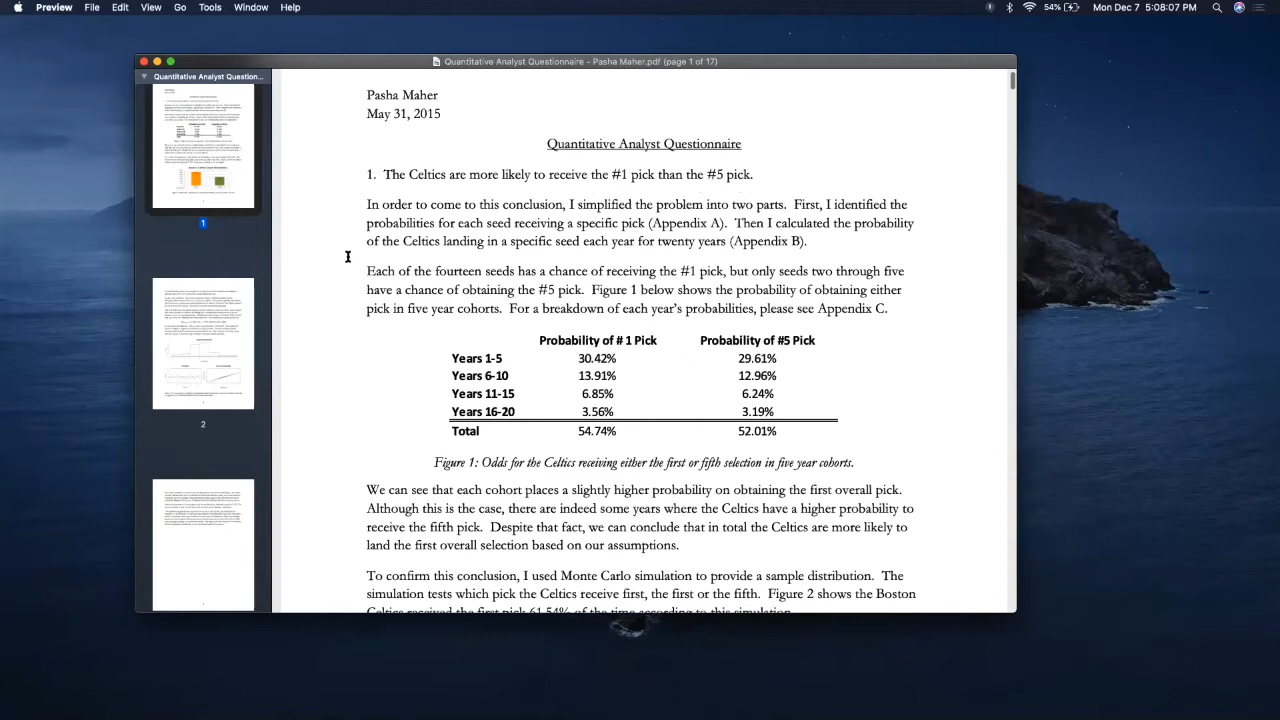 Preview File Edit View Go Tools Window Help 54% Mon Dec 7 5:08:07 PM
Quantitative Analyst Questionnaire – Pasha Maher.pdf (page 1 of 17)
Quantitative Analyst Question...
1
2
Pasha Maher
May 31, 2015
Quantitative Analyst Questionnaire
1. The Celtics are more likely to receive the #1 pick than the #5 pick.
In order to come to this conclusion, I simplified the problem into two parts. First, I identified the
probabilities for each seed receiving a specific pick (Appendix A). Then I calculated the probability
of the Celtics landing in a specific seed each year for twenty years (Appendix B).
Each of the fourteen seeds has a chance of receiving the #1 pick, but only seeds two through five
have a chance of obtaining the #5 pick. Figure 1 below shows the probability of obtaining each
pick in five year cohorts. For a breakdown of each year's probabilities, please see Appendix C.
Probability of # 1 Pick Probability of #5 Pick
Years 1-5 30.42% 29.61%
Years 6-10 13.91% 12.96%
Years 11-15 6.85% 6.24%
Years 16-20 3.56% 3.19%
Total 54.74% 52.01%
Figure 1: Odds for the Celtics receiving either the first or fifth selection in five year cohorts.
We can see that each cohort places a slightly higher probability on obtaining the first overall pick.
Although this is the case, there are indeed some years where the Celtics have a higher probability to
receive the fifth pick. Despite that fact, we can conclude that in total the Celtics are more likely to
land the first overall selection based on our assumptions.
To confirm this conclusion, I used Monte Carlo simulation to provide a sample distribution. The
simulation tests which pick the Celtics receive first, the first or the fifth. Figure 2 shows the Boston
Celtics received the first pick 61.54% of the time according to this simulation.